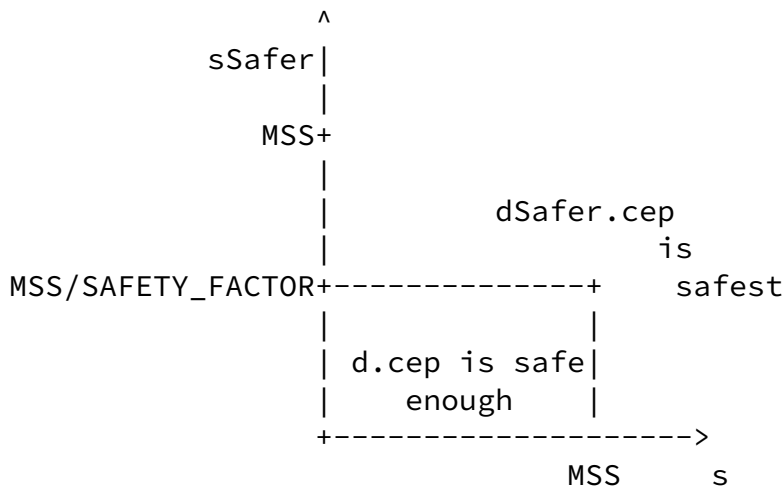 ^
sSafer|
|
MSS+
|
| dSafer.cep
| is
MSS/SAFETY_FACTOR+--------------+ safest
| |
| d.cep is safe|
| enough |
+-------------------->
MSS s